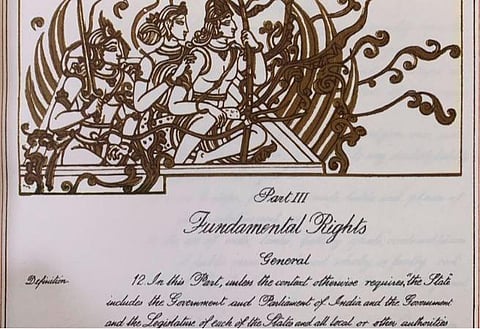 Part III
Fundamental Rights
General
Definition 12. In this Part, unless the context otherwise requires, "the State"
includes the Government and Parliament of India and the Government
and the Legislature of each of the States and all local or other authorities